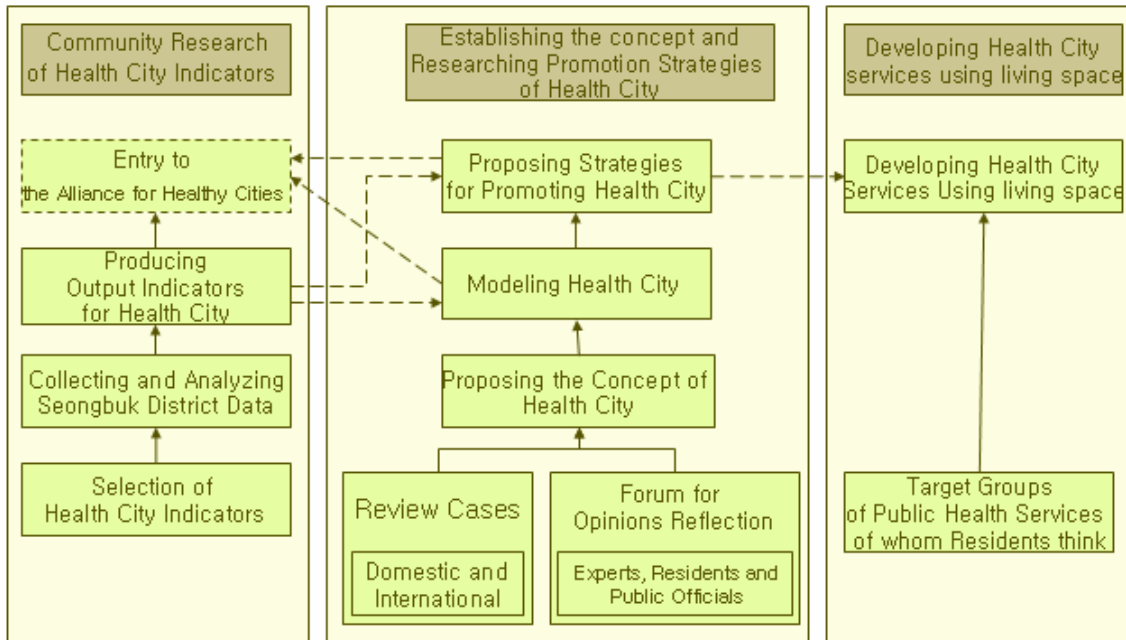 Community Research
of Health City Indicators
Entry to
the Alliance for Healthy Cities
Producing
Output Indicators
for Health City
Collecting and Analyzing
Seongbuk District Data
Selection of
Health City Indicators
Establishing the concept and
Researching Promotion Strategies
of Health City
Proposing Strategies
for Promoting Health City
Modeling Health City
Proposing the Concept of
Health City
Review Cases
Domestic and
International
Forum for
Opinions Reflection
Experts, Residents and
Public Officials
Developing Health City
services using living space
Developing Health City
Services Using living space
Target Groups
of Public Health Services
of whom Residents think